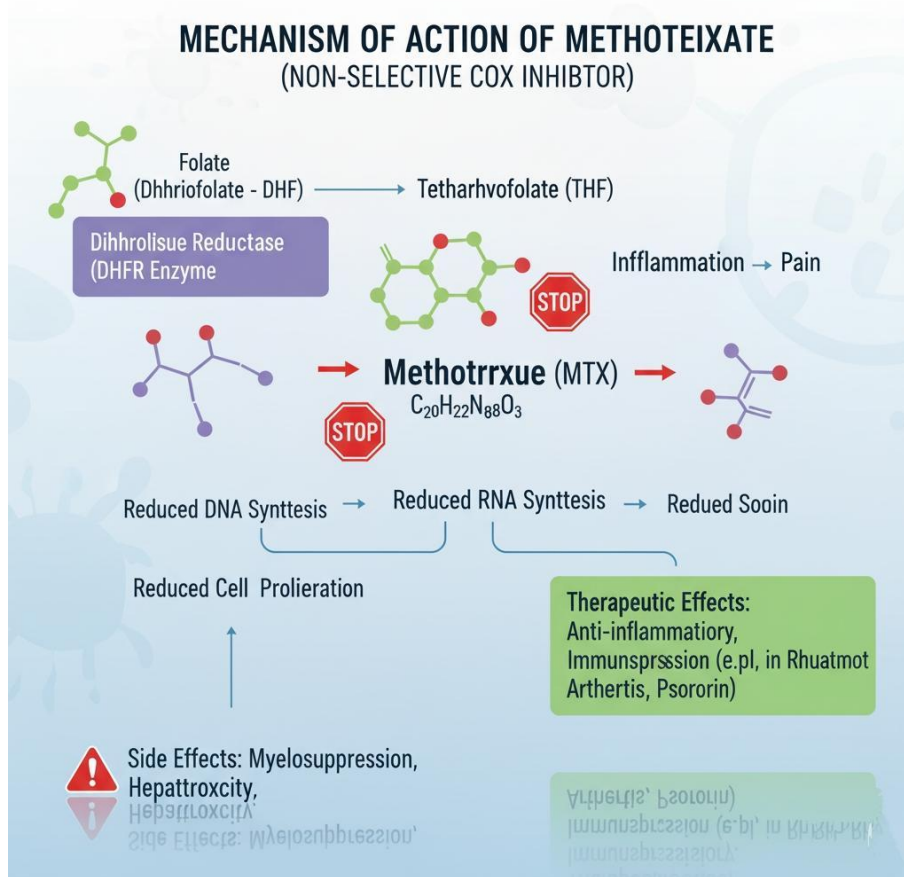 MECHANISM OF ACTION OF METHOTEIXATE
(NON-SELECTIVE COX INHIBTOR)
Folate
(Dhhriofolate - DHF)
Tetharhvofolate (THF)
Dihhrolisue Reductase
(DHFR Enzyme
Infflammation → Pain
STOP
Methotrrxue (MTX)
C₂₀H₂₂N₈₈O₃
STOP
Reduced DNA Synttesis → Reduced RNA Synttesis → Redued Sooin
Reduced Cell Prolieration
Therapeutic Effects:
Anti-inflammatiory,
Immunsprssion (e.pl, in Rhuatmot
Arthertis, Psororin)
Side Effects: Myelosuppression,
Hepattroxcity,